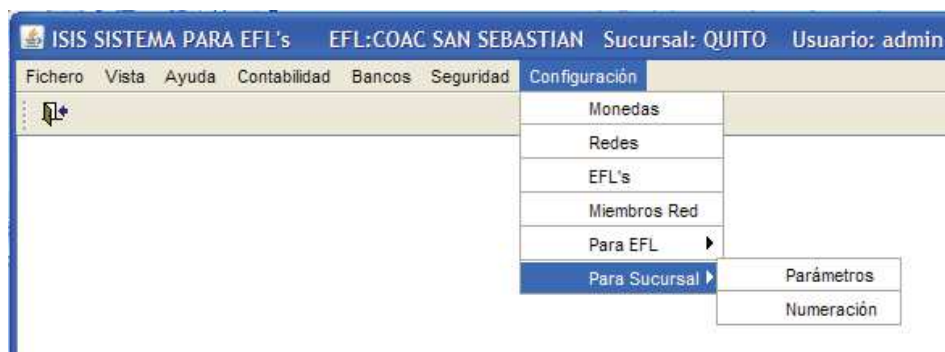 ISIS SISTEMA PARA EFL's EFL:COAC SAN SEBASTIAN Sucursal: QUITO Usuario: admin
Fichero Vista Ayuda Contabilidad Bancos Seguridad Configuración
Monedas
Redes
EFL's
Miembros Red
Para EFL
Para Sucursal
Parámetros
Numeración